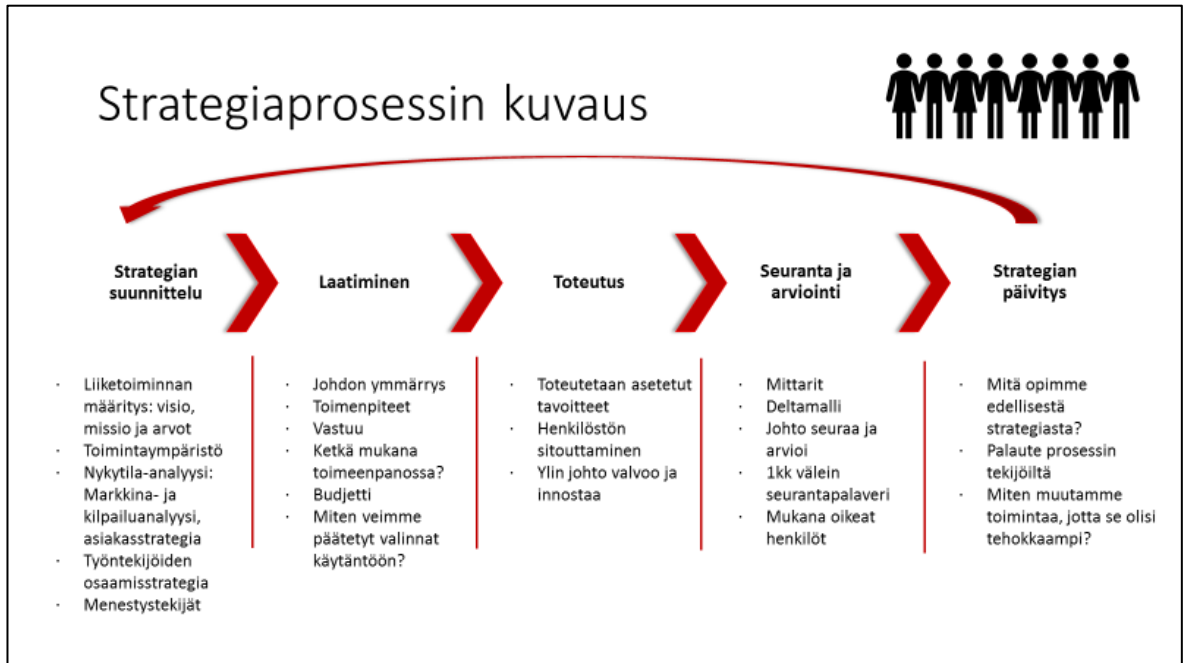 Strategiaprosessin kuvaus
Strategian
suunnittelu
Laatiminen
Toteutus
Seuranta ja
arviointi
Strategian
päivitys
· Liiketoiminnan
määritys: visio,
missio ja arvot
· Toimintaympäristö
· Nykytila-analyysi:
Markkina- ja
kilpailuanalyysi,
asiakasstrategia
· Työntekijöiden
osaamisstrategia
· Menestystekijät
· Johdon ymmärrys
· Toimenpiteet
· Vastuu
· Ketkä mukana
toimeenpanossa?
· Budjetti
· Miten veimme
päätetyt valinnat
käytäntöön?
· Toteutetaan asetetut
tavoitteet
· Henkilöstön
sitouttaminen
· Ylin johto valvoo ja
innostaa
· Mittarit
· Deltamalli
· Johto seuraa ja
arvioi
· 1kk välein
seurantapalaveri
· Mukana oikeat
henkilöt
· Mitä opimme
edellisestä
strategiasta?
· Palaute prosessin
tekijöiltä
· Miten muutamme
toimintaa, jotta se olisi
tehokkaampi?